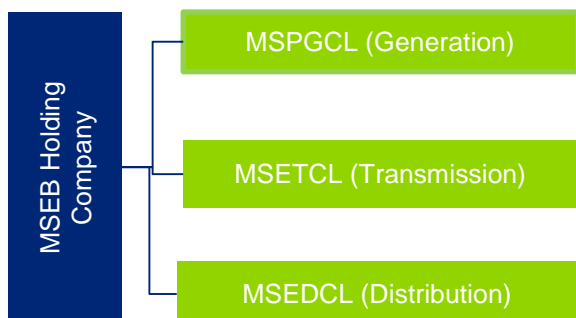 MSEB Holding
Company
MSPGCL (Generation)
MSETCL (Transmission)
MSEDCL (Distribution)